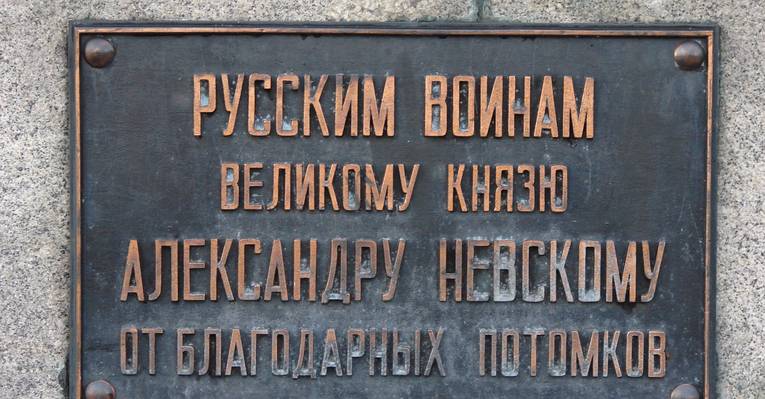 РУССКИМ ВОИНАМ
ВЕЛИКОМУ КНЯЗЮ
АЛЕКСАНДРУ НЕВСКОМУ
ОТ БЛАГОДАРНЫХ ПОТОМКОВ